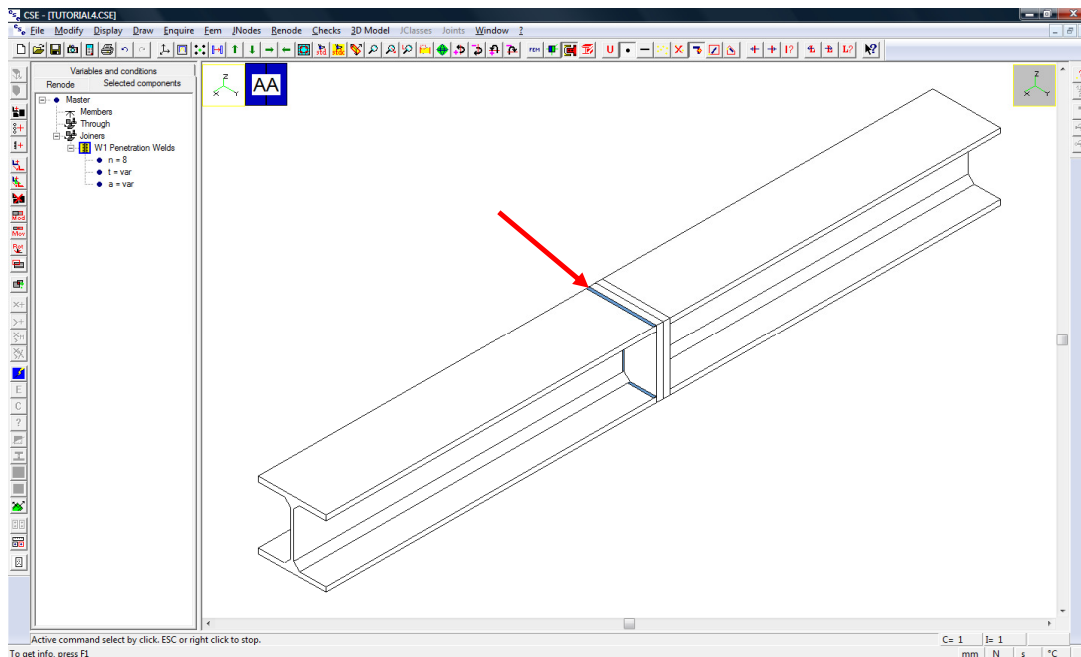 CSE - [TUTORIAL4.CSE]
File Modify Display Draw Enquire Fem JNodes Renode Checks 3D Model JClasses Joints Window ?
Variables and conditions
Renode Selected components
Master
Members
Through
Joiners
W1 Penetration Welds
n = 8
t = var
a = var
AA
Active command select by click. ESC or right click to stop.
C= 1 I= 1
To get info, press F1
mm N s °C